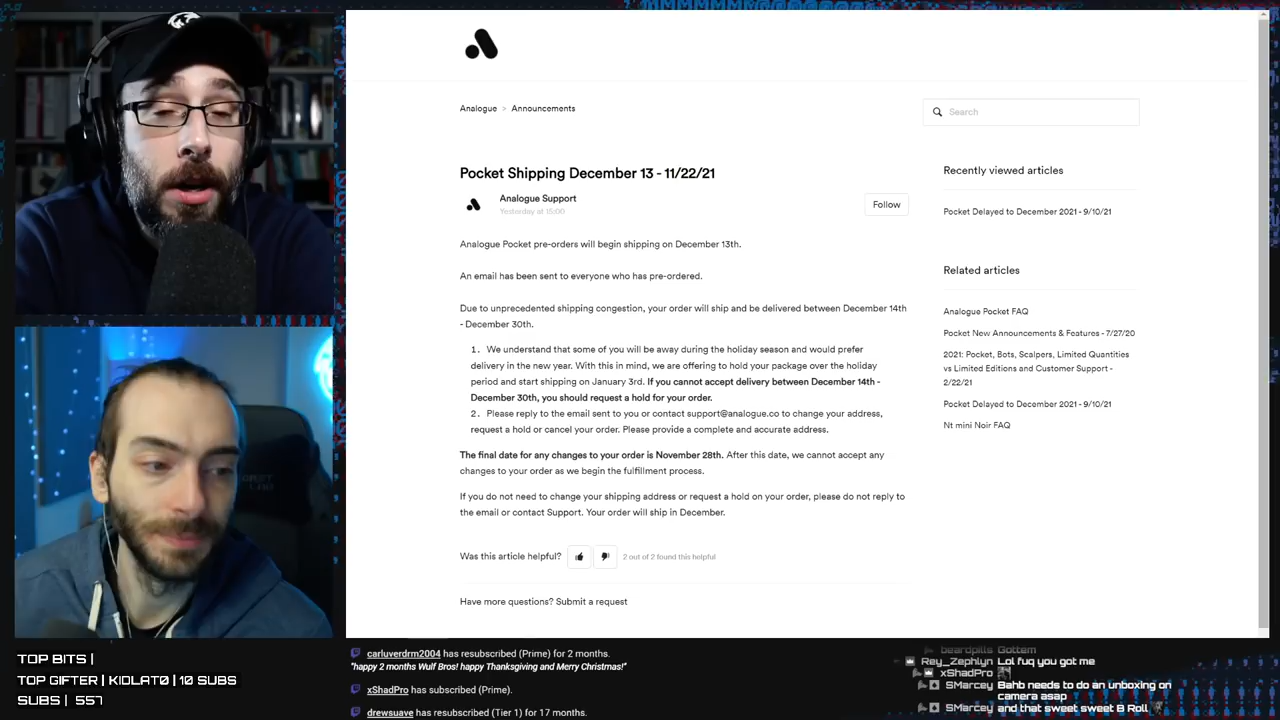 Analogue > Announcements
Search
Pocket Shipping December 13 - 11/22/21
Analogue Support
Yesterday at 15:00
Follow
Analogue Pocket pre-orders will begin shipping on December 13th.
An email has been sent to everyone who has pre-ordered.
Due to unprecedented shipping congestion, your order will ship and be delivered between December 14th
- December 30th.
1. We understand that some of you will be away during the holiday season and would prefer
delivery in the new year. With this in mind, we are offering to hold your package over the holiday
period and start shipping on January 3rd. If you cannot accept delivery between December 14th -
December 30th, you should request a hold for your order.
2. Please reply to the email sent to you or contact support@analogue.co to change your address,
request a hold or cancel your order. Please provide a complete and accurate address.
The final date for any changes to your order is November 28th. After this date, we cannot accept any
changes to your order as we begin the fulfillment process.
If you do not need to change your shipping address or request a hold on your order, please do not reply to
the email or contact Support. Your order will ship in December.
Was this article helpful?
2 out of 2 found this helpful
Have more questions? Submit a request
Recently viewed articles
Pocket Delayed to December 2021 - 9/10/21
Related articles
Analogue Pocket FAQ
Pocket New Announcements & Features - 7/27/20
2021: Pocket, Bots, Scalpers, Limited Quantities
vs Limited Editions and Customer Support -
2/22/21
Pocket Delayed to December 2021 - 9/10/21
Nt mini Noir FAQ
TOP BITS |
TOP GIFTER | KIDLAT0 | 10 SUBS
SUBS | 557
carluverdrm2004 has resubscribed (Prime) for 2 months.
"happy 2 months Wulf Bros! happy Thanksgiving and Merry Christmas!"
xShadPro has subscribed (Prime).
drewsuave has resubscribed (Tier 1) for 17 months.
beardpills Gottem
Rey_Zephlyn Lol fuq you got me
xShadPro
SMarcey Bahb needs to do an unboxing on
camera asap
SMarcey and that sweet sweet B Roll